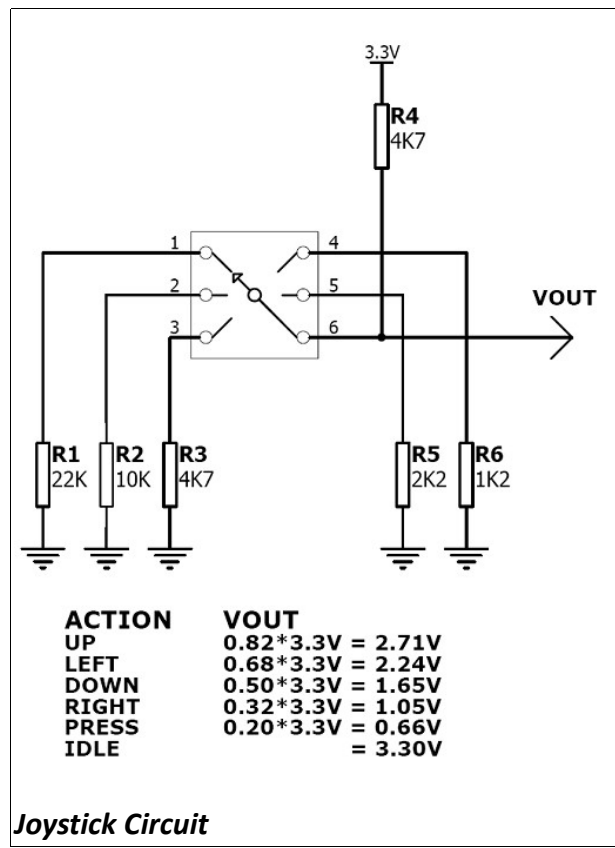 3.3V
R4
4K7
1
4
2
5
VOUT
3
6
R1
22K
R2
10K
R3
4K7
R5
2K2
R6
1K2
ACTION VOUT
UP 0.82*3.3V = 2.71V
LEFT 0.68*3.3V = 2.24V
DOWN 0.50*3.3V = 1.65V
RIGHT 0.32*3.3V = 1.05V
PRESS 0.20*3.3V = 0.66V
IDLE = 3.30V
Joystick Circuit